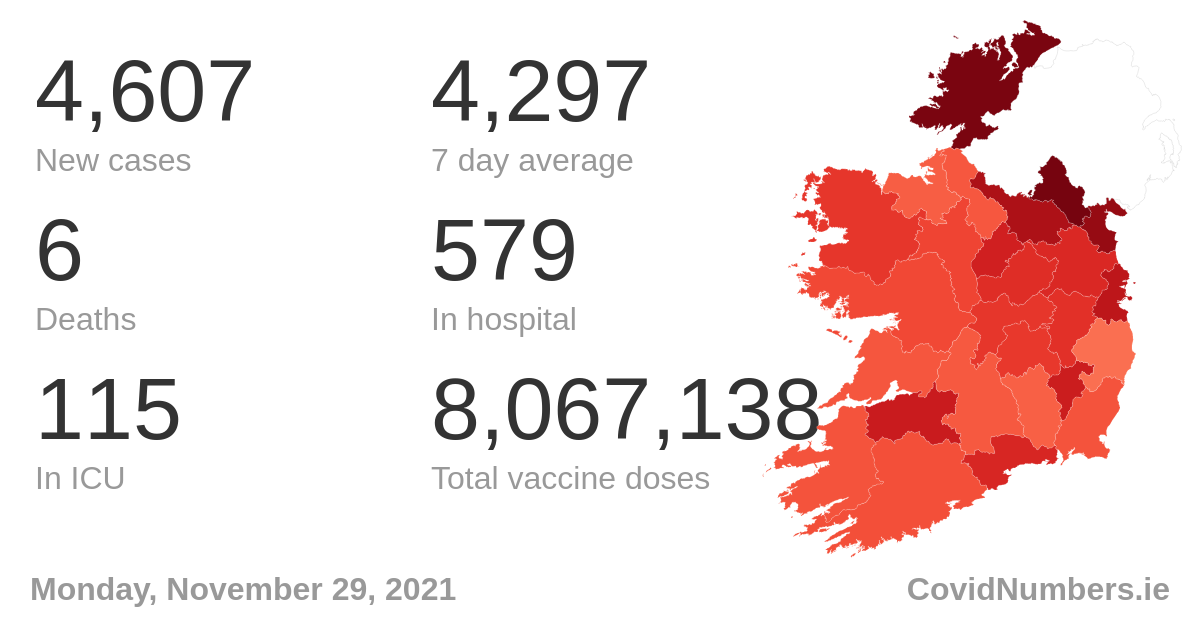 4,607
New cases
4,297
7 day average
6
Deaths
579
In hospital
115
In ICU
8,067,138
Total vaccine doses
Monday, November 29, 2021
CovidNumbers.ie